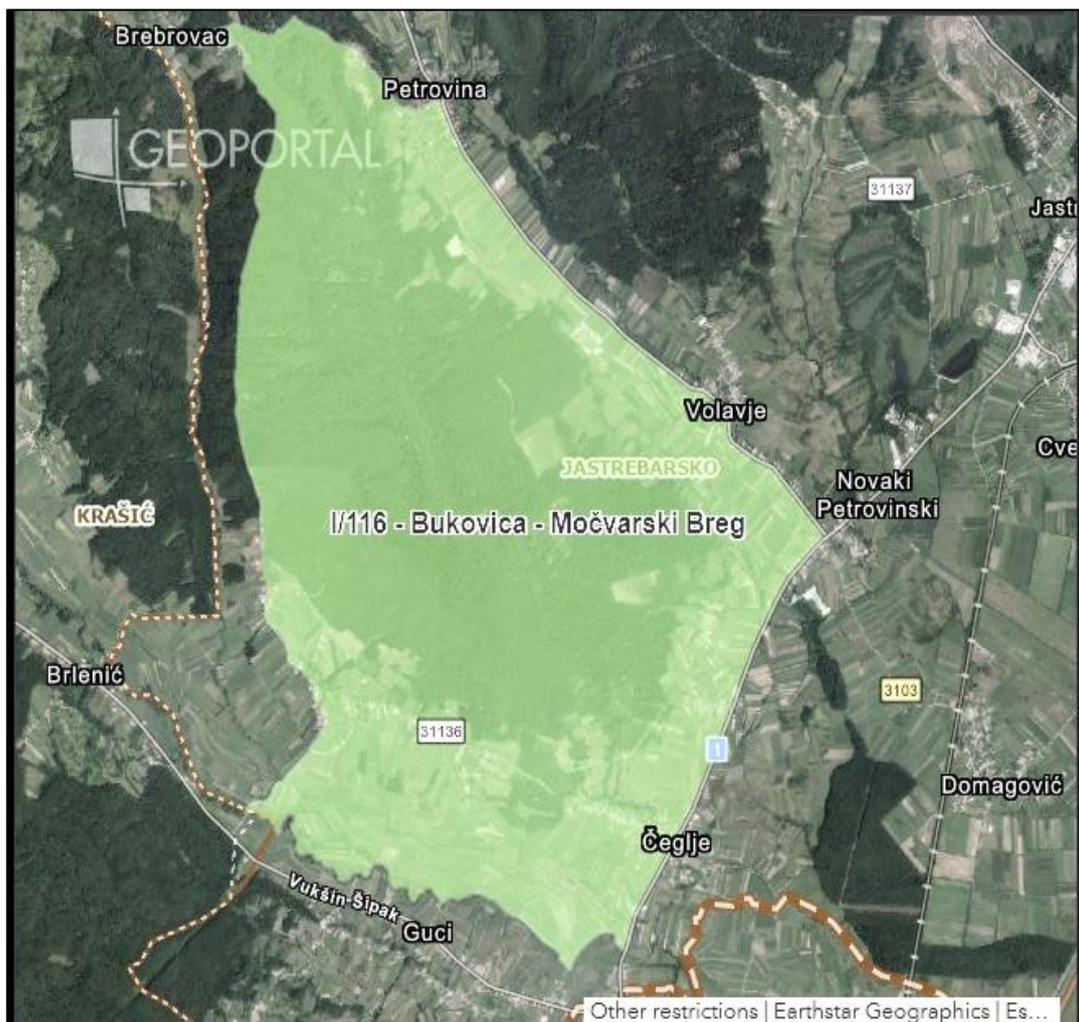 Brebrovac
Petrovina
GEOPORTAL
31137
Jast
Volavje
Cve
JASTREBARSKO
Novaki
Petrovinski
KRAŠIĆ
I/116 - Bukovica - Močvarski Breg
Brlenić
3103
31136
1
Domagović
Čeglje
Vukšin Šipak
Guci
Other restrictions | Earthstar Geographics | Es...